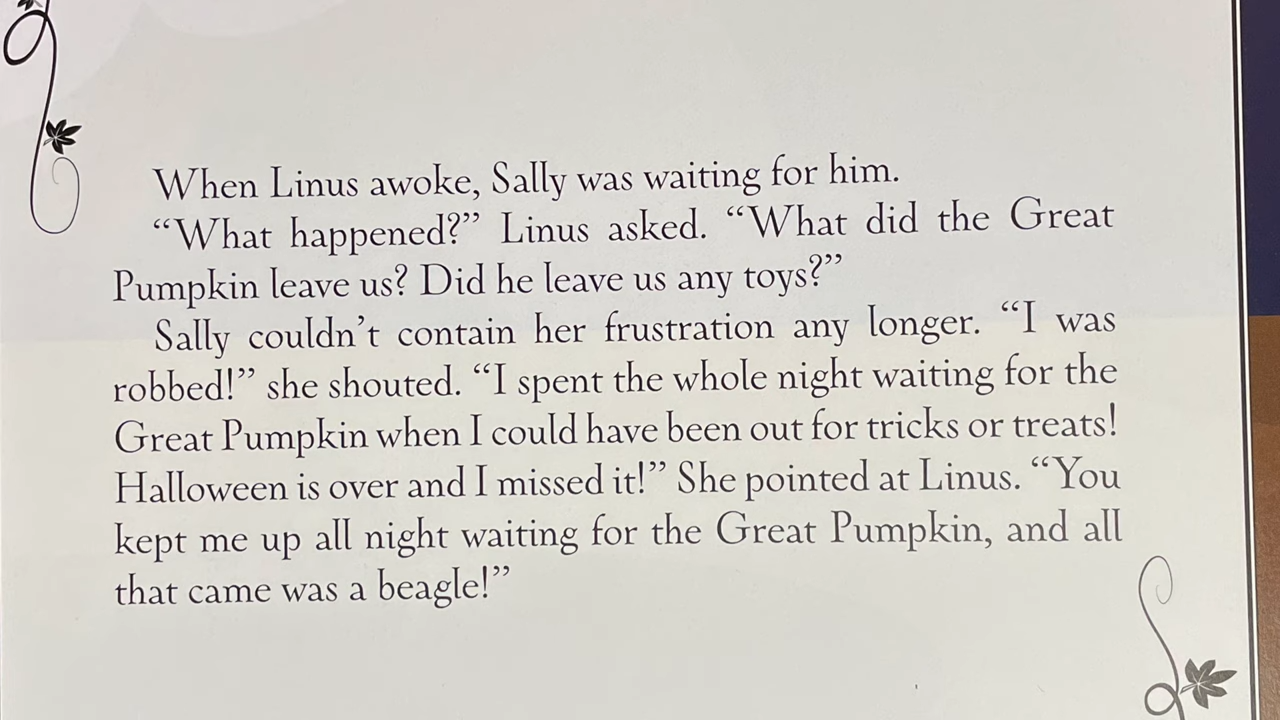 When Linus awoke, Sally was waiting for him.
“What happened?” Linus asked. “What did the Great
Pumpkin leave us? Did he leave us any toys?”
Sally couldn’t contain her frustration any longer. “I was
robbed!” she shouted. “I spent the whole night waiting for the
Great Pumpkin when I could have been out for tricks or treats!
Halloween is over and I missed it!” She pointed at Linus. “You
kept me up all night waiting for the Great Pumpkin, and all
that came was a beagle!”